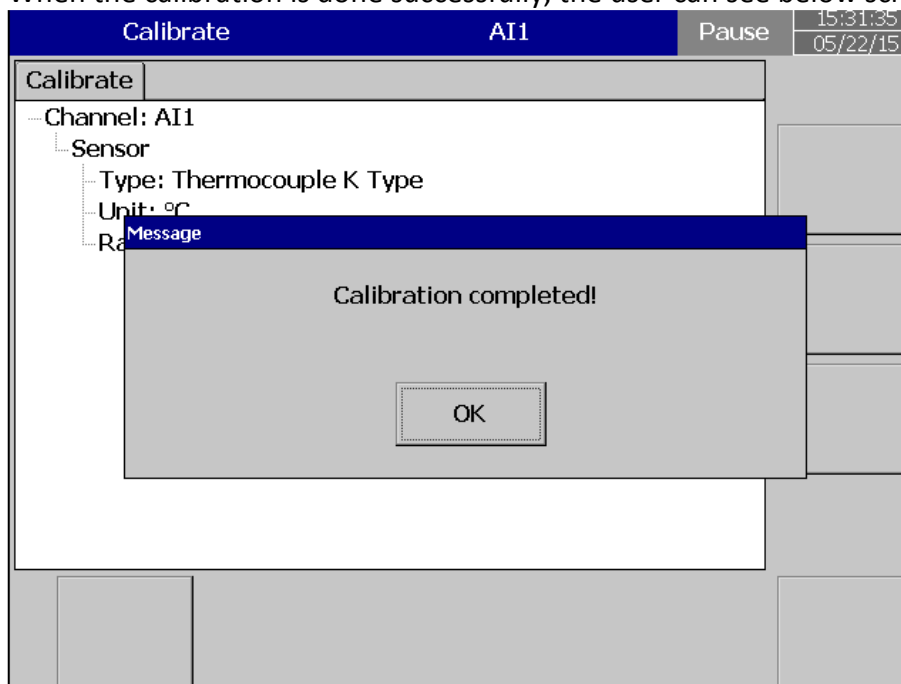 When the calibration is done successfully, the user can see below
Calibrate AI1 Pause 15:31:35
05/22/15
Calibrate
Channel: AI1
Sensor
Type: Thermocouple K Type
Unit: °C
Message
Calibration completed!
OK